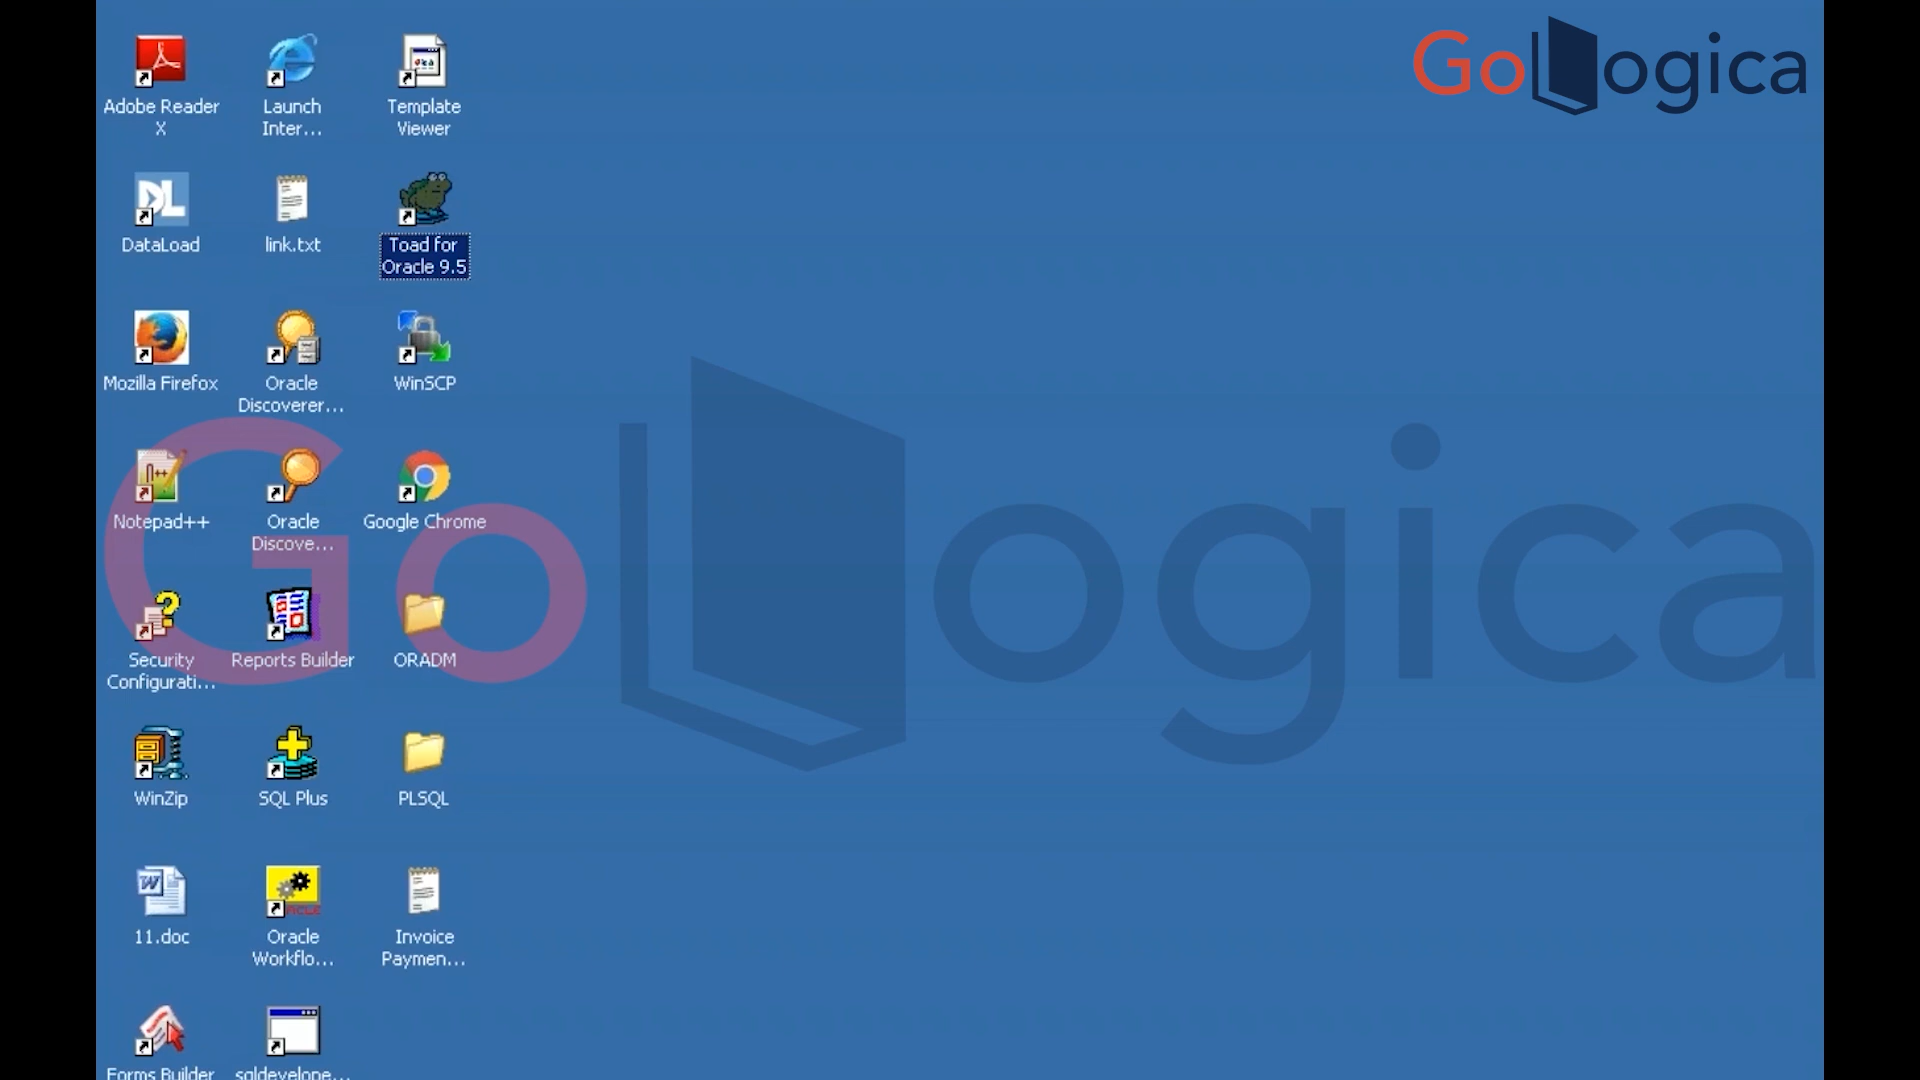 GoLogica
Adobe Reader
X
Launch
Inter...
Template
Viewer
DataLoad
link.txt
Toad for
Oracle 9.5
Mozilla Firefox
Oracle
Discoverer...
WinSCP
Notepad++
Oracle
Discove...
Google Chrome
GoLogica
Security
Configurati...
Reports Builder
ORADM
WinZip
SQL Plus
PLSQL
11.doc
Oracle
Workflo...
Invoice
Paymen...
Forms Builder
sqldevelope...